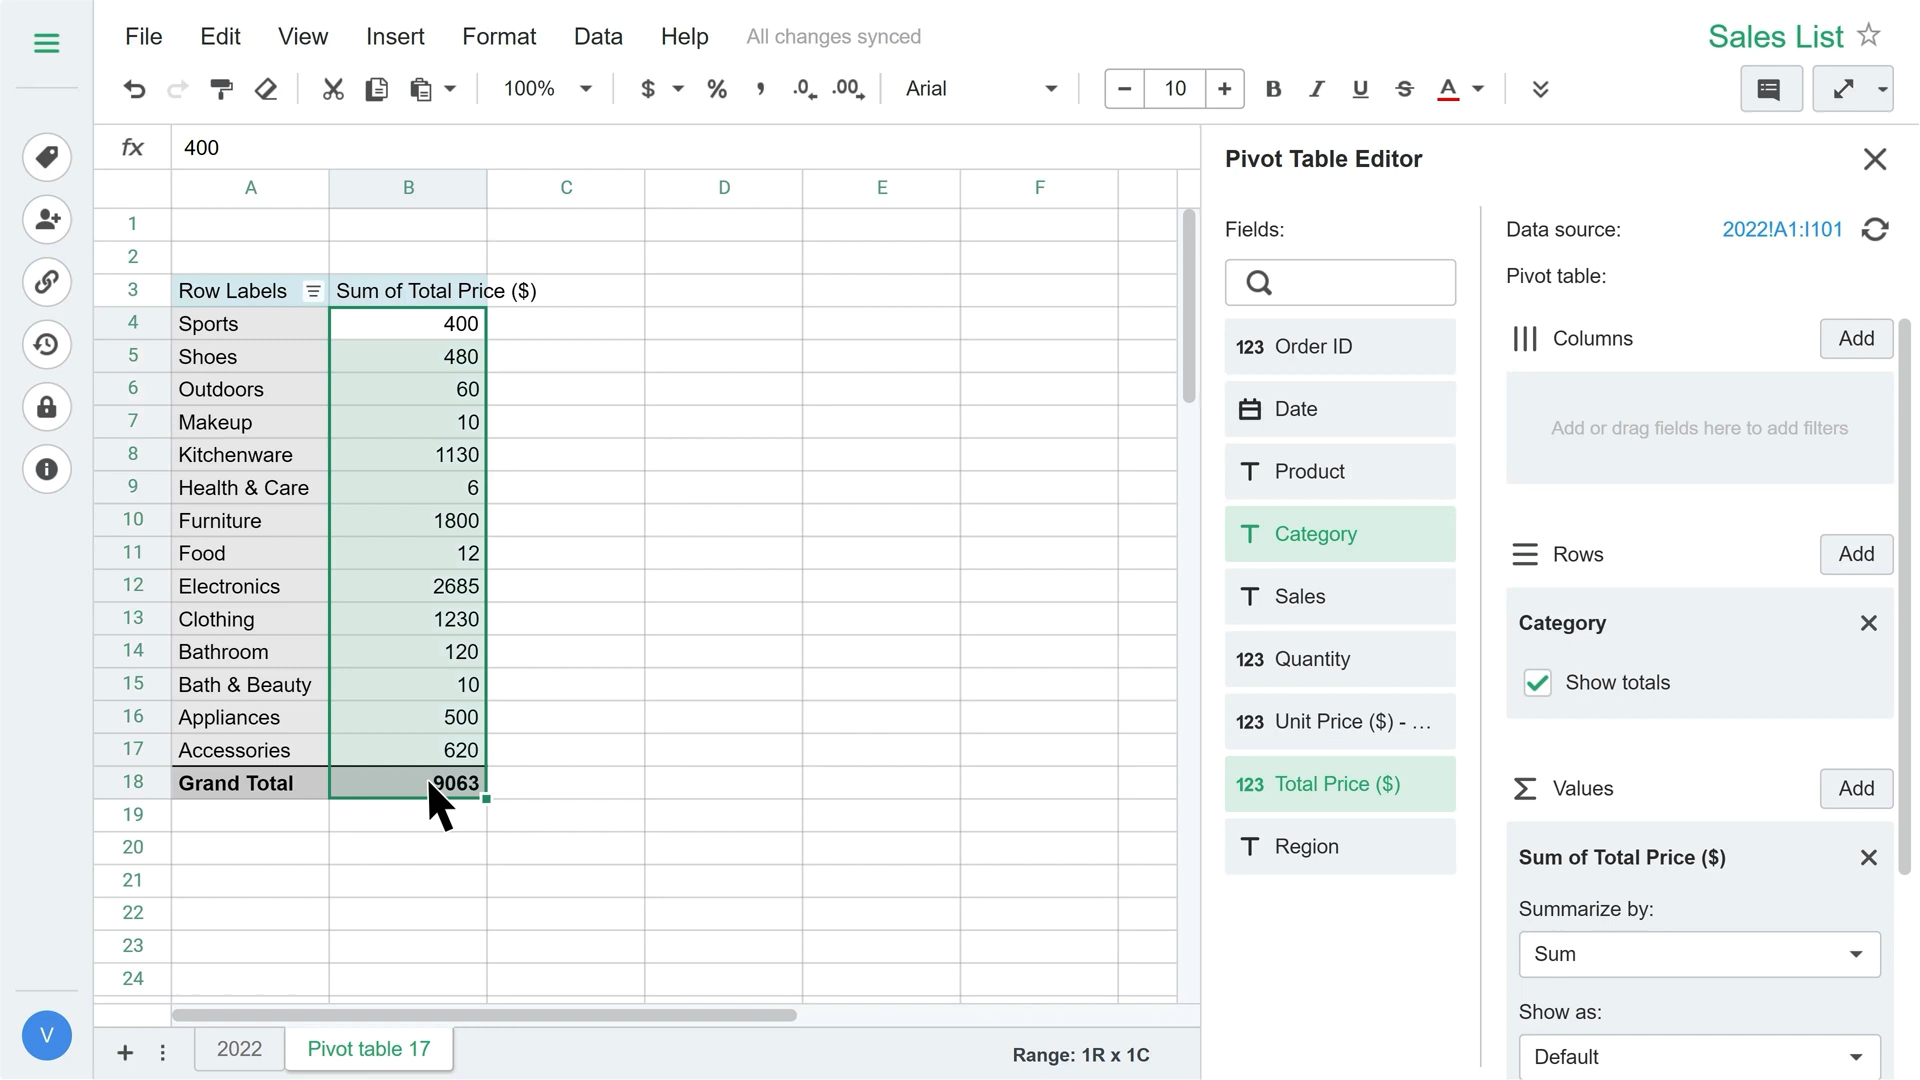 File Edit View Insert Format Data Help All changes synced
Sales List
100% $ % , .0 .00 Arial 10 B I U S A
fx 400
A B C D E F
1
2
3 Row Labels Sum of Total Price ($)
4 Sports 400
5 Shoes 480
6 Outdoors 60
7 Makeup 10
8 Kitchenware 1130
9 Health & Care 6
10 Furniture 1800
11 Food 12
12 Electronics 2685
13 Clothing 1230
14 Bathroom 120
15 Bath & Beauty 10
16 Appliances 500
17 Accessories 620
18 Grand Total 9063
19
20
21
22
23
24
V
2022 Pivot table 17
Range: 1R x 1C
Pivot Table Editor
Fields:
123 Order ID
Date
T Product
T Category
T Sales
123 Quantity
123 Unit Price ($) - ...
123 Total Price ($)
T Region
Data source: 2022!A1:I101
Pivot table:
Columns Add
Add or drag fields here to add filters
Rows Add
Category
Show totals
Values Add
Sum of Total Price ($)
Summarize by:
Sum
Show as:
Default